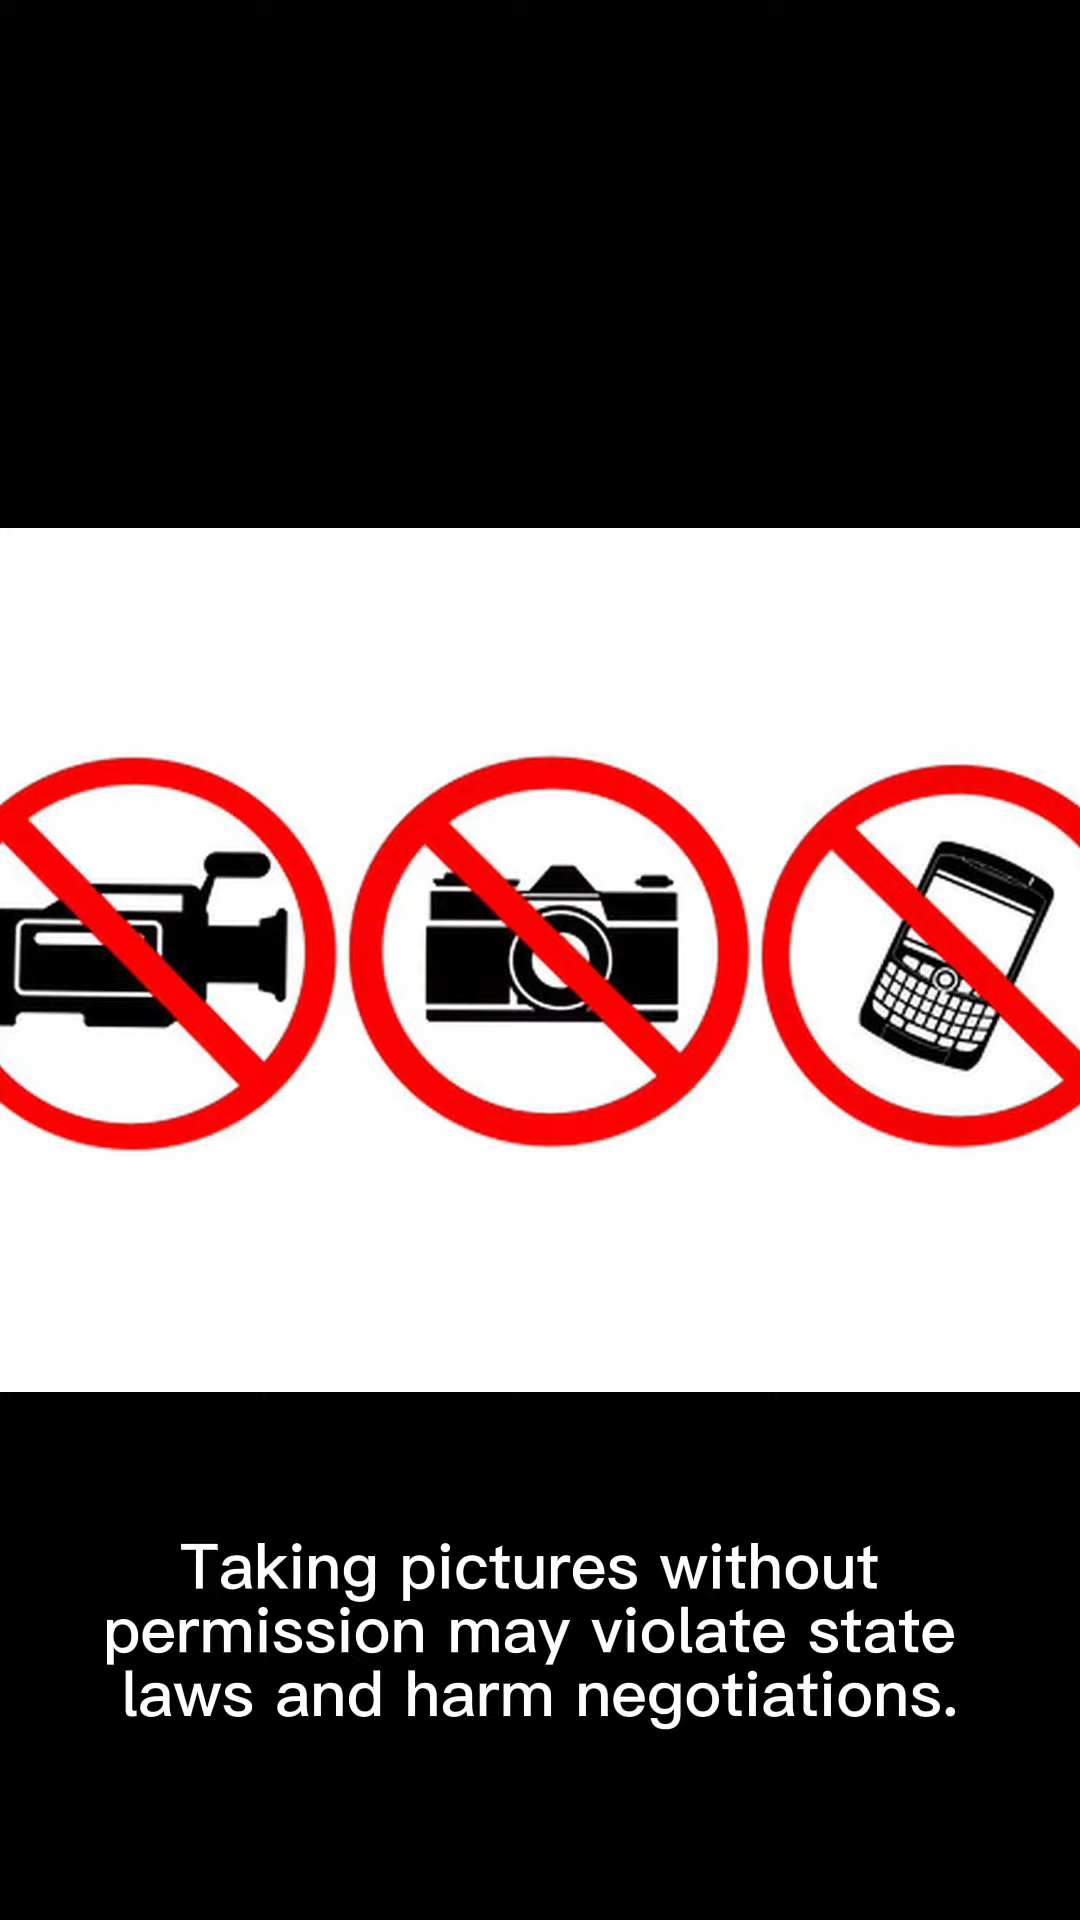 Taking pictures without
permission may violate state
laws and harm negotiations.